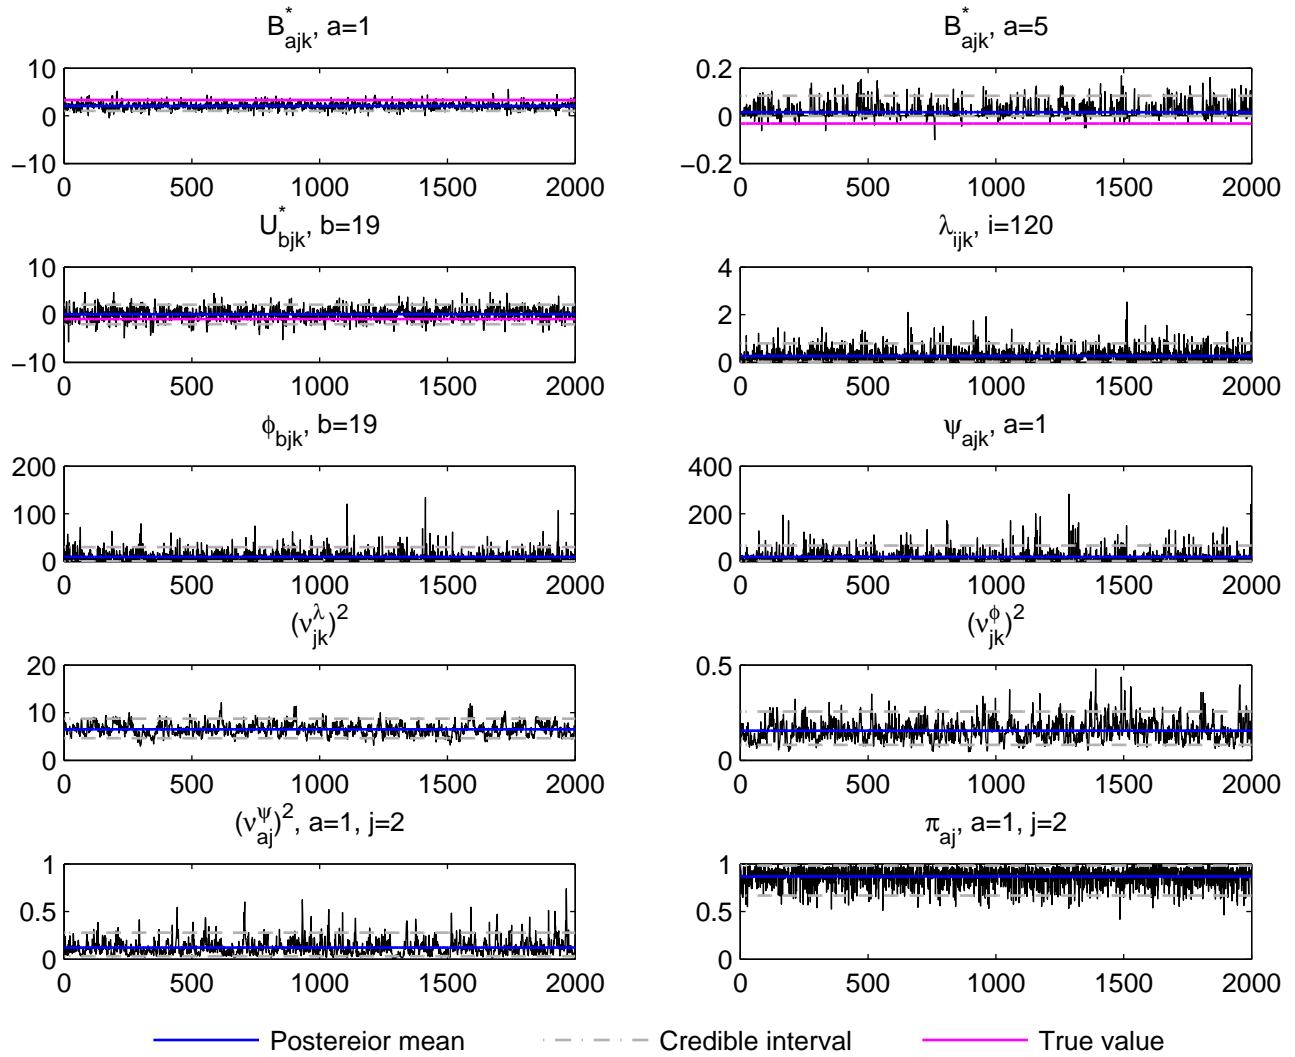 B*ajk, a=1
B*ajk, a=5
10
0
−10
0 500 1000 1500 2000
0.2
0
−0.2
0 500 1000 1500 2000
U*bjk, b=19
λijk, i=120
10
0
−10
0 500 1000 1500 2000
4
2
0
0 500 1000 1500 2000
ϕbjk, b=19
ψajk, a=1
200
100
0
0 500 1000 1500 2000
400
200
0
0 500 1000 1500 2000
(νλjk)2
(νϕjk)2
20
10
0
0 500 1000 1500 2000
0.5
0
0 500 1000 1500 2000
(νψaj)2, a=1, j=2
πaj, a=1, j=2
1
0.5
0
0 500 1000 1500 2000
1
0.5
0
0 500 1000 1500 2000
Postereior mean
Credible interval
True value